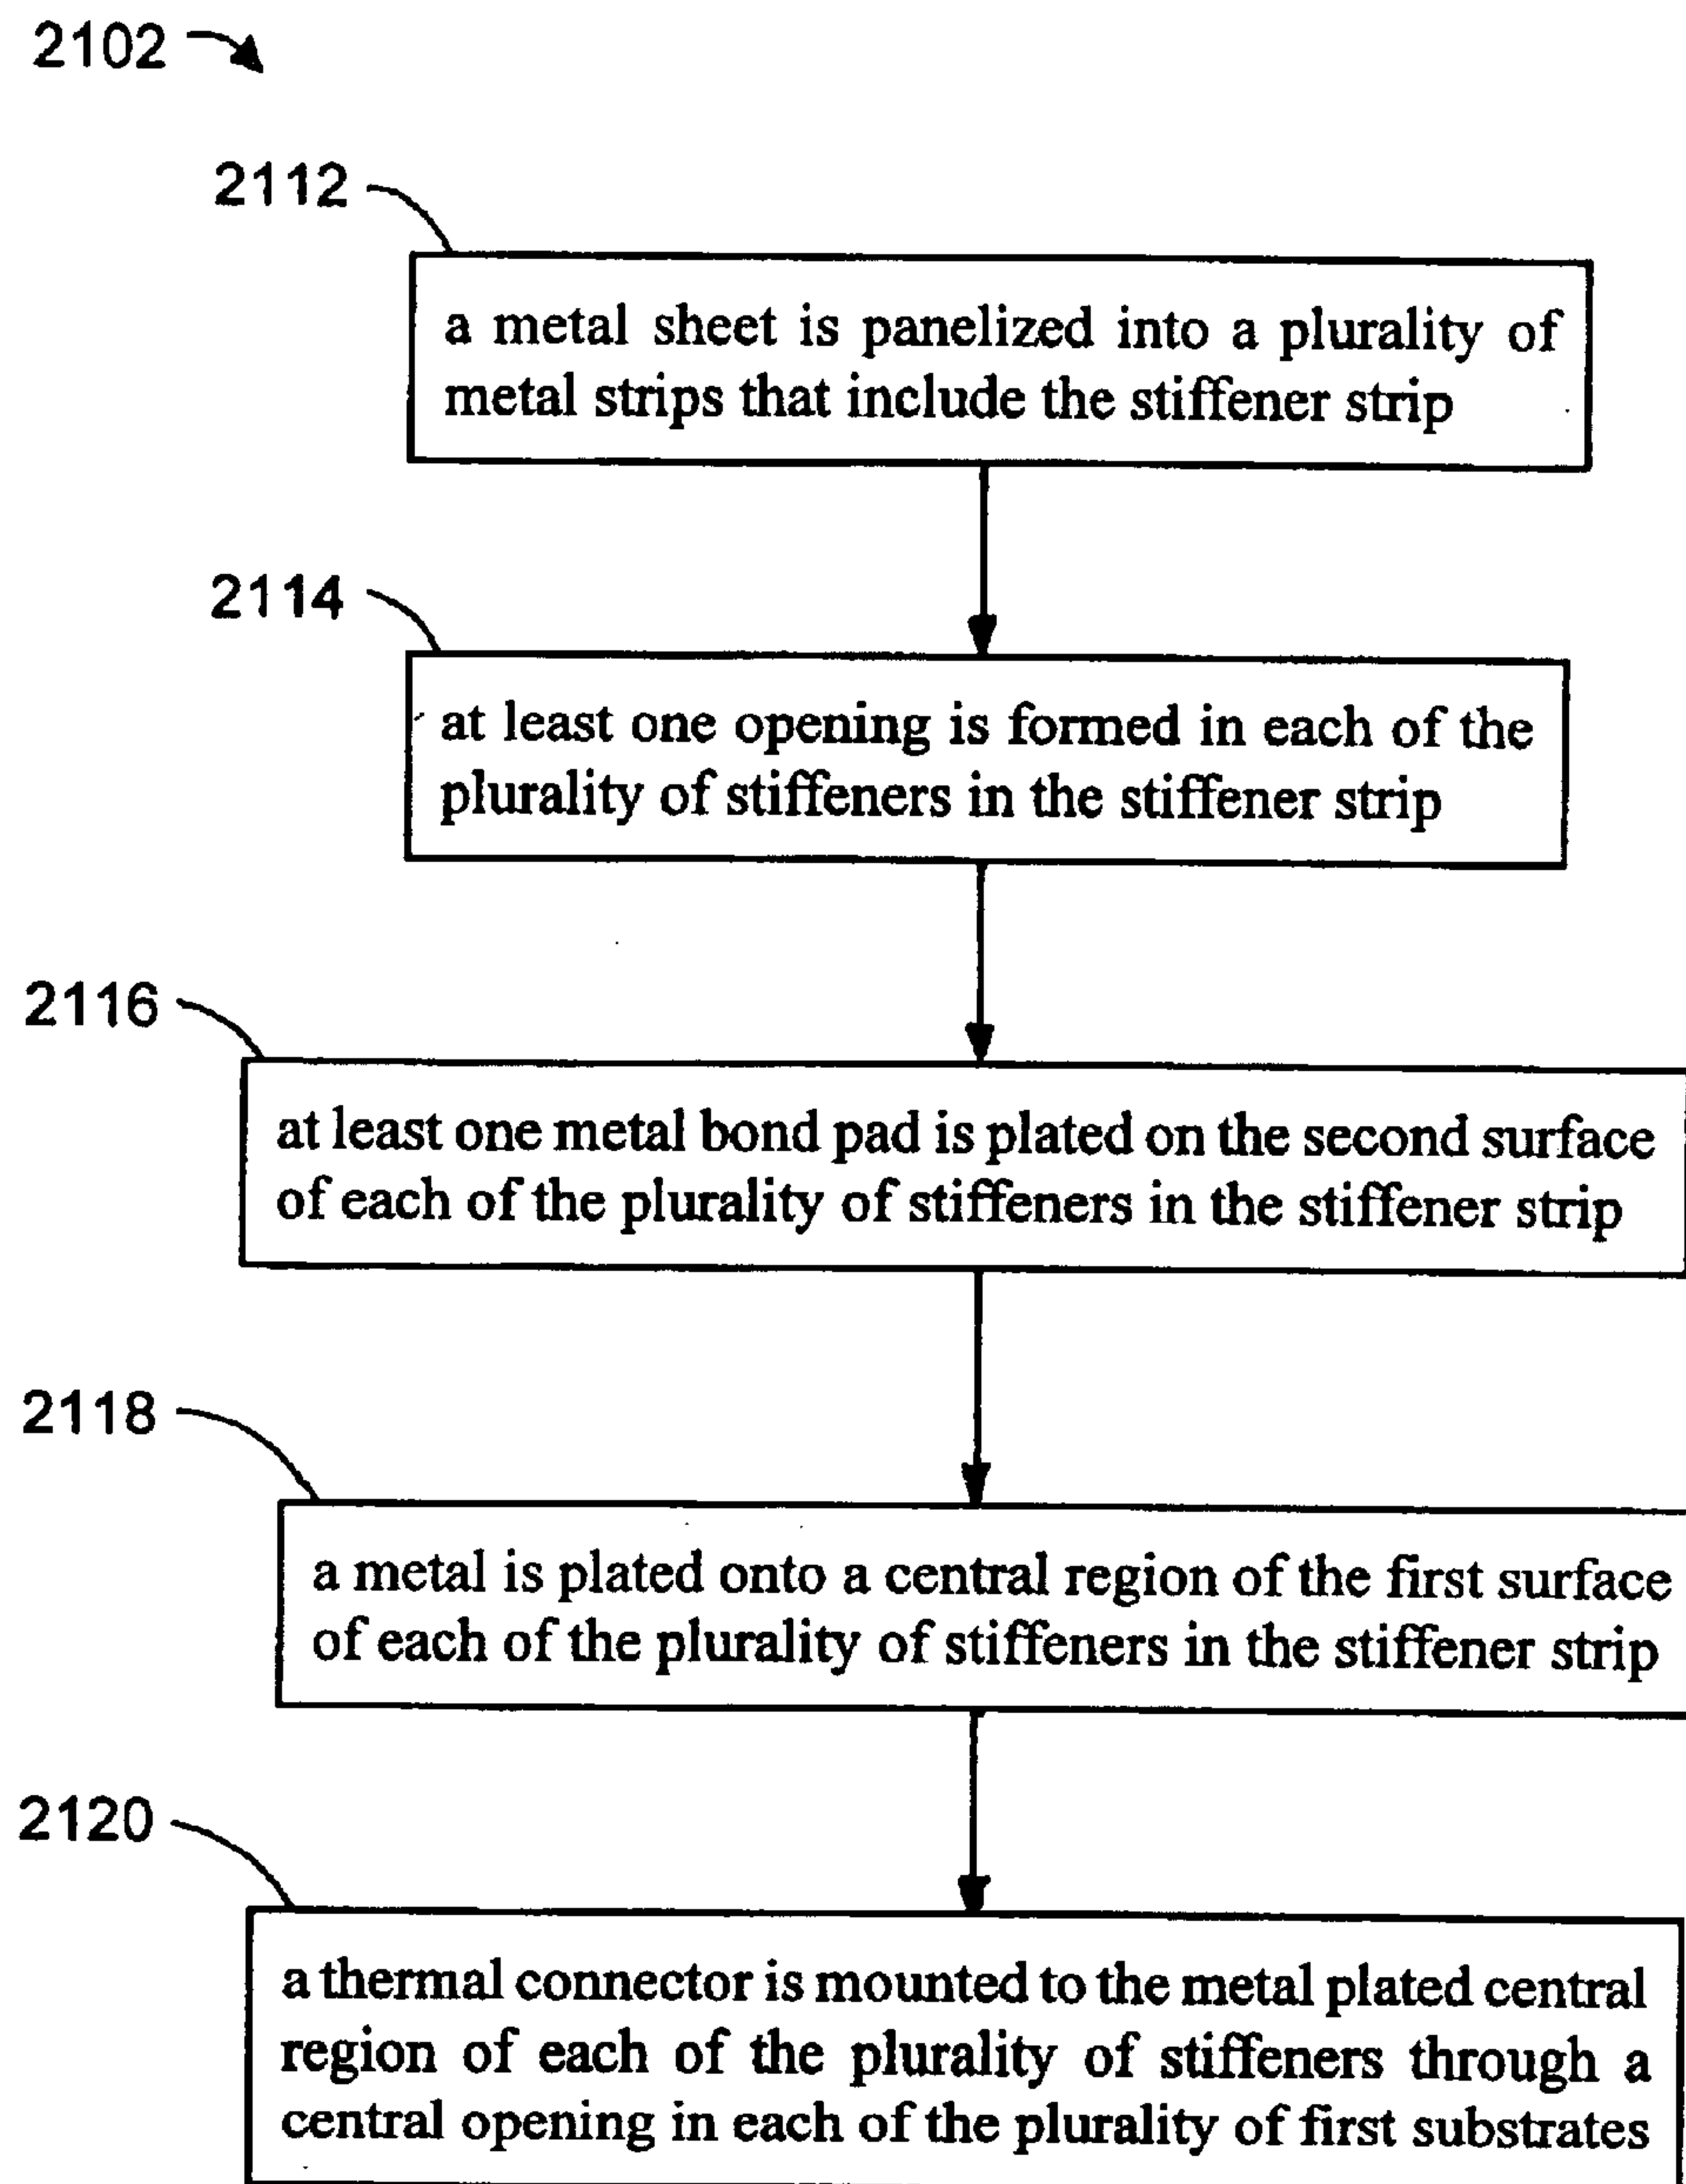 2102
2112
a metal sheet is panelized into a plurality of
metal strips that include the stiffener strip
2114
at least one opening is formed in each of the
plurality of stiffeners in the stiffener strip
2116
at least one metal bond pad is plated on the second surface
of each of the plurality of stiffeners in the stiffener strip
2118
a metal is plated onto a central region of the first surface
of each of the plurality of stiffeners in the stiffener strip
2120
a thermal connector is mounted to the metal plated central
region of each of the plurality of stiffeners through a
central opening in each of the plurality of first substrates